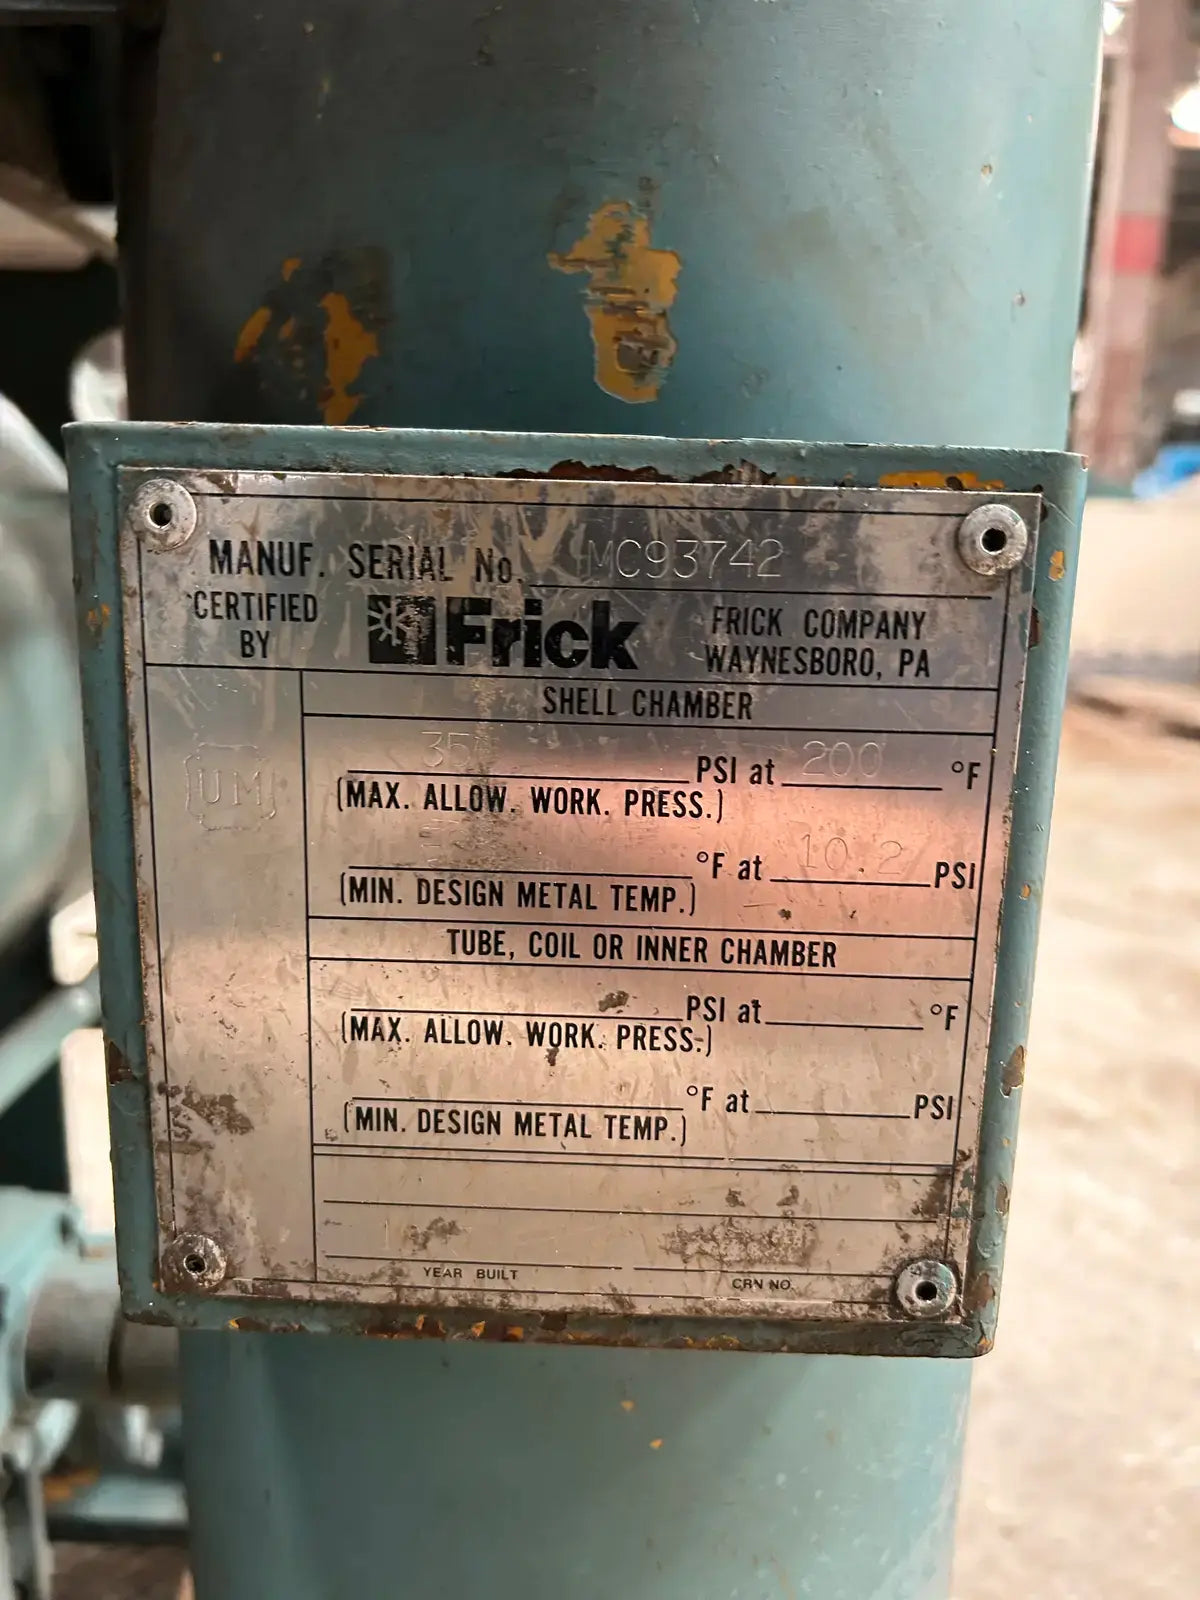 MANUF. SERIAL No. MC93742
CERTIFIED BY
Frick
FRICK COMPANY
WAYNESBORO, PA
SHELL CHAMBER
UM
PSI at 200 °F
(MAX. ALLOW. WORK. PRESS.)
°F at 10.2 PSI
(MIN. DESIGN METAL TEMP.)
TUBE, COIL OR INNER CHAMBER
PSI at °F
(MAX. ALLOW. WORK. PRESS.)
°F at PSI
(MIN. DESIGN METAL TEMP.)
YEAR BUILT CRN NO.